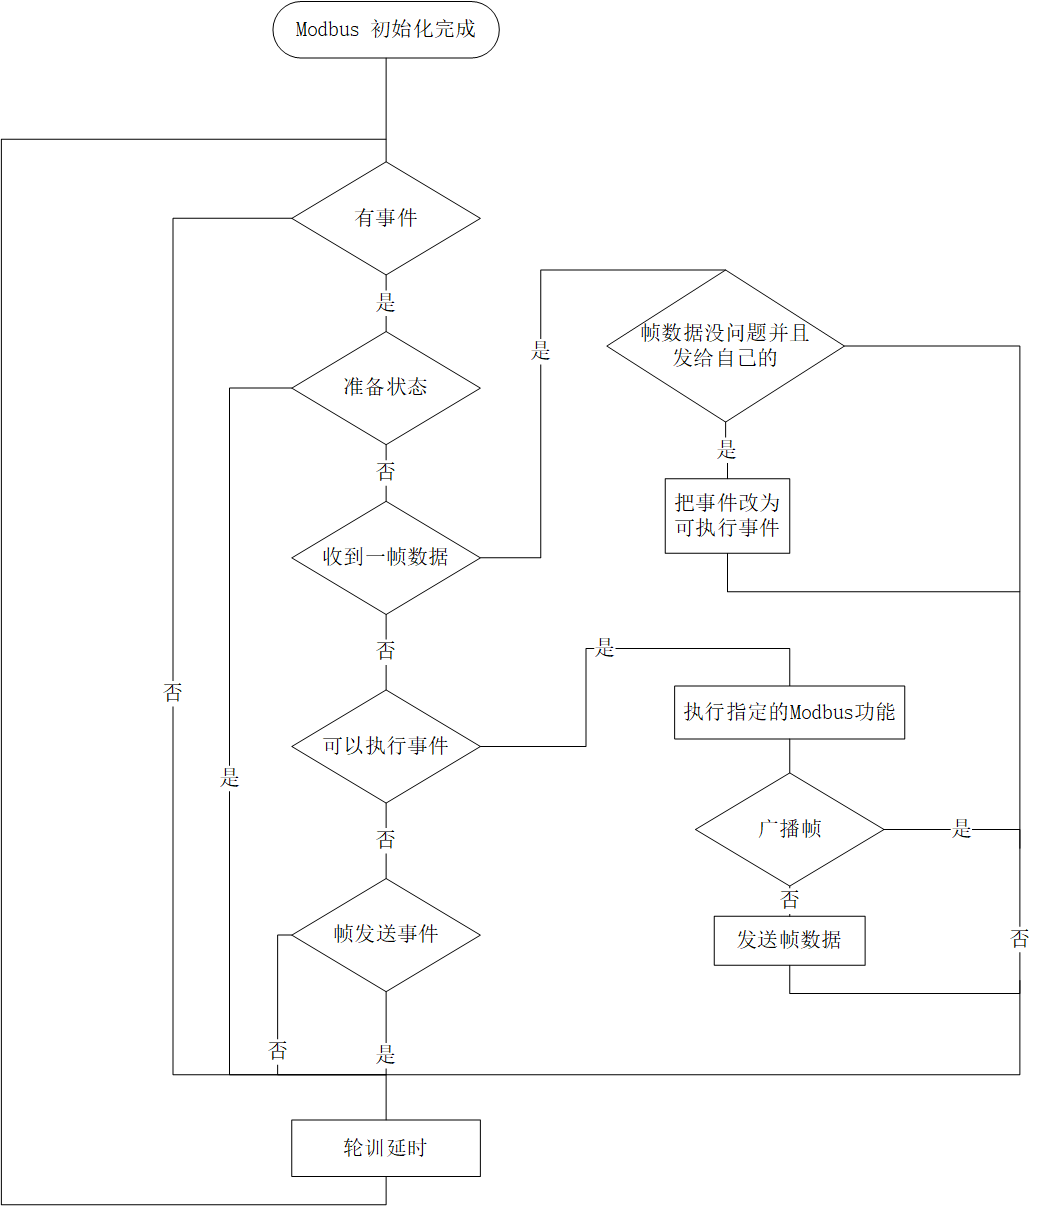 Modbus 初始化完成
有事件
是
准备状态
否
收到一帧数据
是
帧数据没问题并且
发给自己的
是
把事件改为
可执行事件
否
可以执行事件
是
执行指定的Modbus功能
广播帧
是
否
发送帧数据
否
否
帧发送事件
否
是
否
是
轮训延时